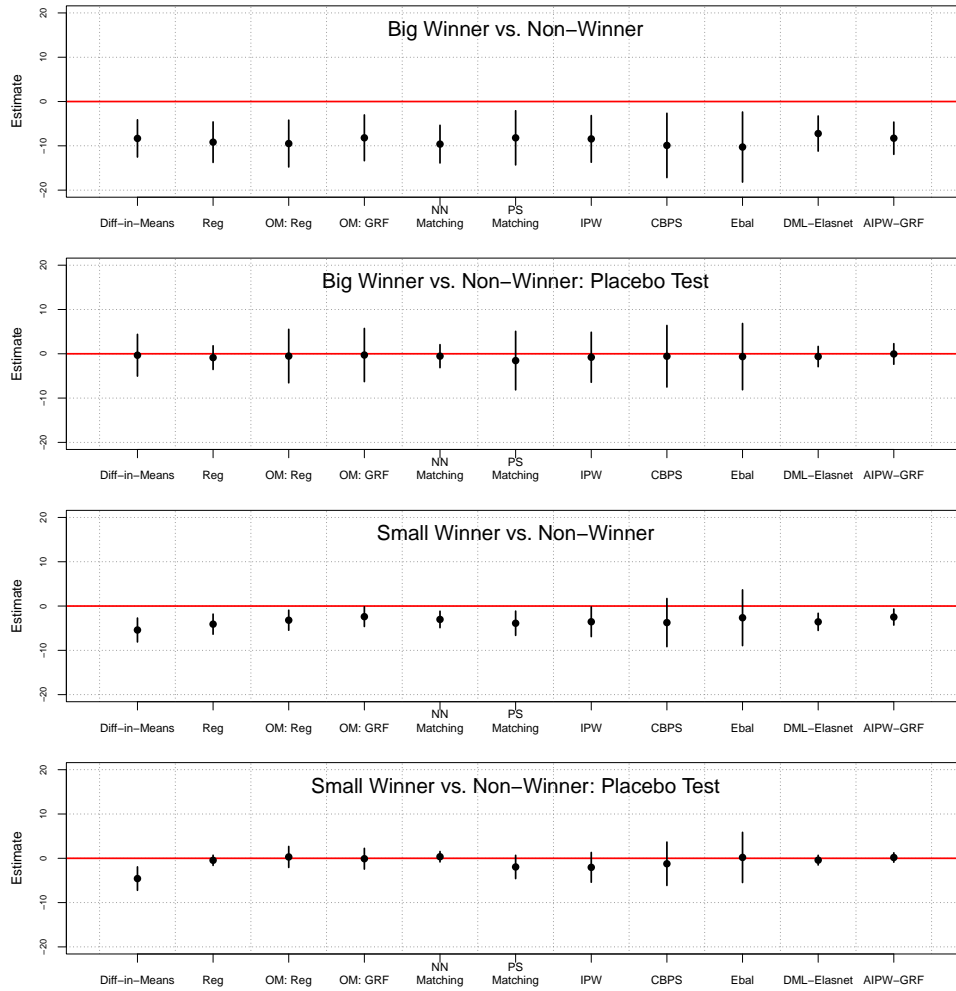 Big Winner vs. Non−Winner
Estimate
20
10
0
−10
−20
Diff−in−Means Reg OM: Reg OM: GRF NN Matching PS Matching IPW CBPS Ebal DML−Elasnet AIPW−GRF
Big Winner vs. Non−Winner: Placebo Test
Estimate
20
10
0
−10
−20
Diff−in−Means Reg OM: Reg OM: GRF NN Matching PS Matching IPW CBPS Ebal DML−Elasnet AIPW−GRF
Small Winner vs. Non−Winner
Estimate
20
10
0
−10
−20
Diff−in−Means Reg OM: Reg OM: GRF NN Matching PS Matching IPW CBPS Ebal DML−Elasnet AIPW−GRF
Small Winner vs. Non−Winner: Placebo Test
Estimate
20
10
0
−10
−20
Diff−in−Means Reg OM: Reg OM: GRF NN Matching PS Matching IPW CBPS Ebal DML−Elasnet AIPW−GRF